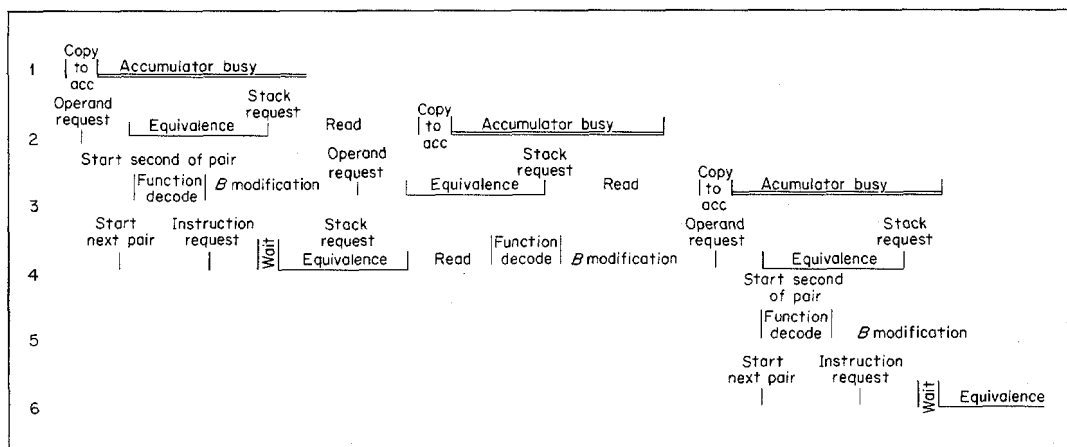 Copy
to
acc
1
Accumulator busy
Operand
request
Stack
request
Copy
to
acc
2
Equivalence
Read
Accumulator busy
Start second of pair
Operand
request
Stack
request
Copy
to
acc
3
Function
decode
B modification
Equivalence
Read
Acumulator busy
Start
next pair
Instruction
request
Stack
request
Operand
request
Stack
request
4
Wait
Equivalence
Read
Function
decode
B modification
Equivalence
Start second
of pair
5
Function
decode
B modification
Start
next pair
Instruction
request
6
Wait
Equivalence